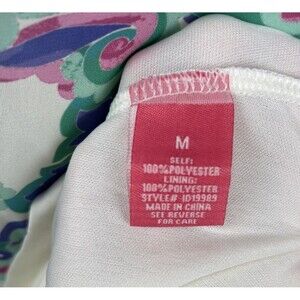 M
SELF:
100%POLYESTER
LINING:
100%POLYESTER
STYLE# ID19989
MADE IN CHINA
SEE REVERSE
FOR CARE